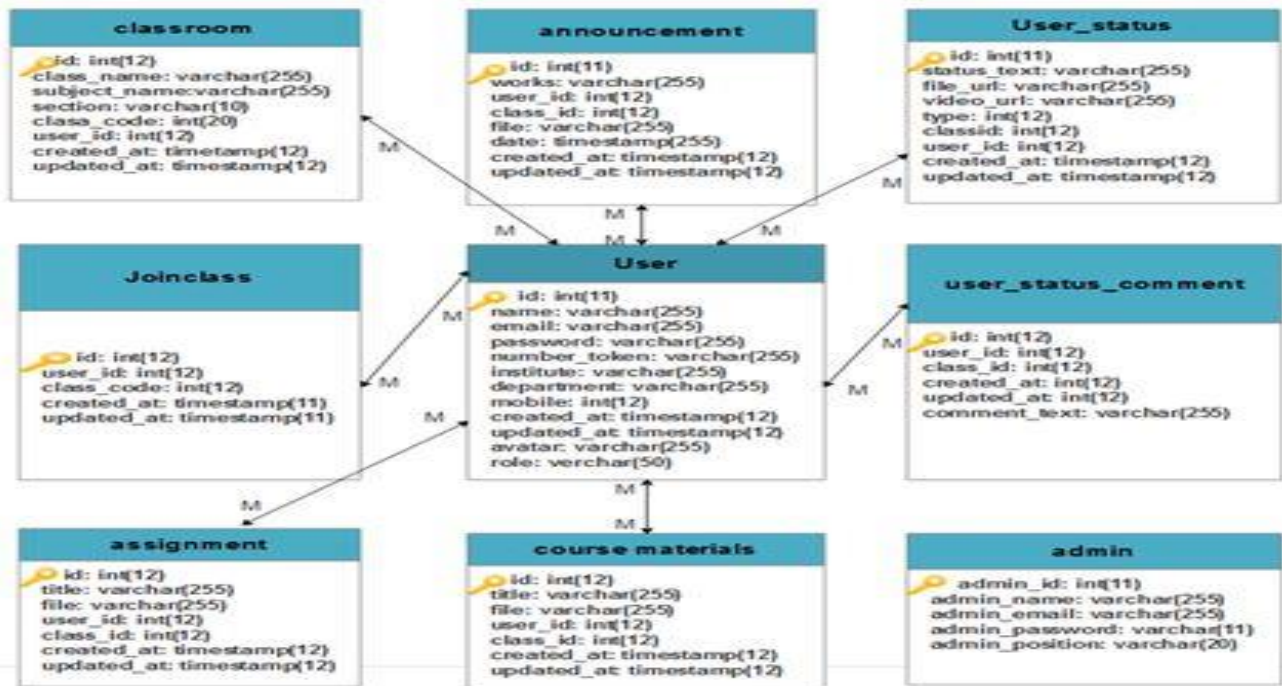 classroom
id: int(12)
class_name: varchar(255)
subject_name:varchar(255)
section: varchar(10)
clasa_code: int(20)
user_id: int(12)
created_at: timetamp(12)
updated_at: timestamp(12)
announcement
id: int(11)
works: varchar(255)
user_id: int(12)
class_id: int(12)
file: varchar(255)
date: timestamp(255)
created_at: timestamp(12)
updated_at: timestamp(12)
User_status
id: int(11)
status_text: varchar(255)
file_url: varchar(255)
video_url: varchar(255)
type: int(12)
classid: int(12)
user_id: int(12)
created_at: timestamp(12)
updated_at: timestamp(12)
M
M
M
M
M
M
Joinclass
id: int(12)
user_id: int(12)
class_code: int(12)
created_at: timestamp(11)
updated_at: timestamp(11)
M
M
User
id: int(11)
name: varchar(255)
email: varchar(255)
password: varchar(255)
number_token: varchar(255)
institute: varchar(255)
department: varchar(255)
mobile: int(12)
created_at: timestamp(12)
updated_at: timestamp(12)
avatar: varchar(255)
role: verchar(50)
M
M
user_status_comment
id: int(12)
user_id: int(12)
class_id: int(12)
created_at: int(12)
updated_at: int(12)
comment_text: varchar(255)
M
M
M
M
assignment
id: int(12)
title: varchar(255)
file: varchar(255)
user_id: int(12)
class_id: int(12)
created_at: timestamp(12)
updated_at: timestamp(12)
course materials
id: int(12)
title: varchar(255)
file: varchar(255)
user_id: int(12)
class_id: int(12)
created_at: timestamp(12)
updated_at: timestamp(12)
admin
admin_id: int(11)
admin_name: varchar(255)
admin_email: varchar(255)
admin_password: varchar(11)
admin_position: varchar(20)